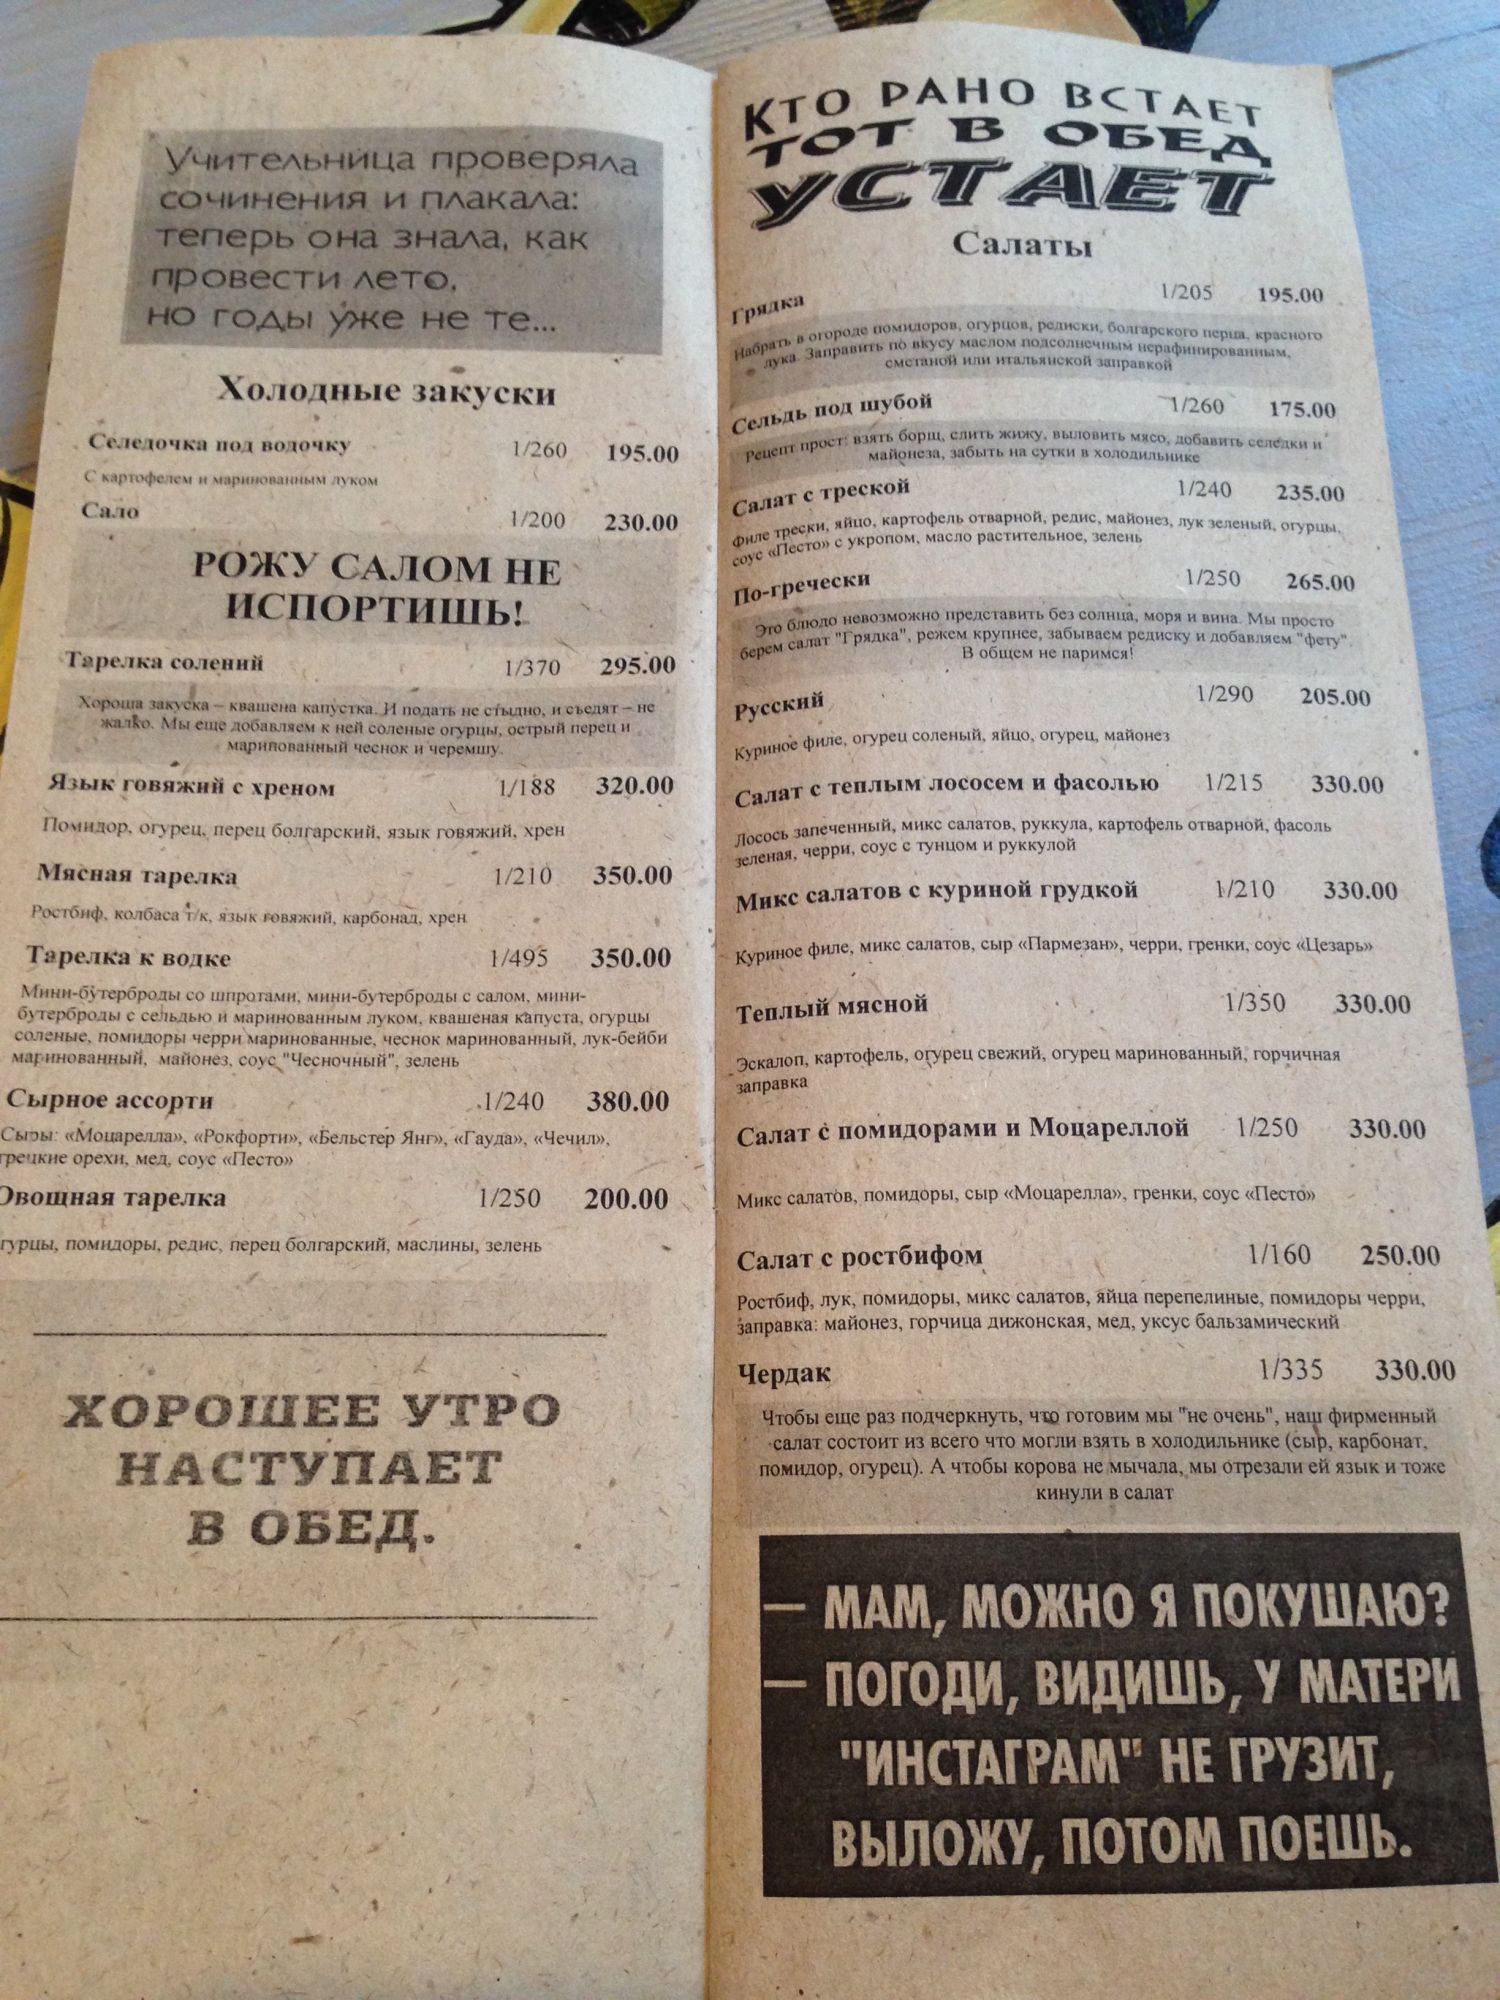 Учительница проверяла
сочинения и плакала:
теперь она знала, как
провести лето,
но годы уже не те...
Холодные закуски
Селедочка под водочку 1/260 195.00
С картофелем и маринованным луком
Сало 1/200 230.00
РОЖУ САЛОМ НЕ
ИСПОРТИШЬ!
Тарелка солений 1/370 295.00
Хороша закуска – квашена капустка. И подать не стыдно, и съедят – не
жалко. Мы еще добавляем к ней соленые огурцы, острый перец и
маринованный чеснок и черемшу.
Язык говяжий с хреном 1/188 320.00
Помидор, огурец, перец болгарский, язык говяжий, хрен
Мясная тарелка 1/210 350.00
Ростбиф, колбаса т/к, язык говяжий, карбонад, хрен
Тарелка к водке 1/495 350.00
Мини-бутерброды со шпротами, мини-бутерброды с салом, мини-
бутерброды с сельдью и маринованным луком, квашеная капуста, огурцы
соленые, помидоры черри маринованные, чеснок маринованный, лук-бейби
маринованный, майонез, соус "Чесночный", зелень
Сырное ассорти 1/240 380.00
Сыры: «Моцарелла», «Рокфорти», «Бельстер Янг», «Гауда», «Чечил»,
грецкие орехи, мед, соус «Песто»
Овощная тарелка 1/250 200.00
гурцы, помидоры, редис, перец болгарский, маслины, зелень
ХОРОШЕЕ УТРО
НАСТУПАЕТ
В ОБЕД.
КТО РАНО ВСТАЕТ
ТОТ В ОБЕД
УСТАЕТ
Салаты
Грядка 1/205 195.00
Набрать в огороде помидоров, огурцов, редиски, болгарского перца, красного
лука. Заправить по вкусу маслом подсолнечным нерафинированным,
сметаной или итальянской заправкой
Сельдь под шубой 1/260 175.00
Рецепт прост: взять борщ, слить жижу, выловить мясо, добавить селедки и
майонеза, забыть на сутки в холодильнике
Салат с треской 1/240 235.00
Филе трески, яйцо, картофель отварной, редис, майонез, лук зеленый, огурцы,
соус «Песто» с укропом, масло растительное, зелень
По-гречески 1/250 265.00
Это блюдо невозможно представить без солнца, моря и вина. Мы просто
берем салат "Грядка", режем крупнее, забываем редиску и добавляем "фету".
В общем не паримся!
Русский 1/290 205.00
Куриное филе, огурец соленый, яйцо, огурец, майонез
Салат с теплым лососем и фасолью 1/215 330.00
Лосось запеченный, микс салатов, руккула, картофель отварной, фасоль
зеленая, черри, соус с тунцом и руккулой
Микс салатов с куриной грудкой 1/210 330.00
Куриное филе, микс салатов, сыр «Пармезан», черри, гренки, соус «Цезарь»
Теплый мясной 1/350 330.00
Эскалоп, картофель, огурец свежий, огурец маринованный, горчичная
заправка
Салат с помидорами и Моцареллой 1/250 330.00
Микс салатов, помидоры, сыр «Моцарелла», гренки, соус «Песто»
Салат с ростбифом 1/160 250.00
Ростбиф, лук, помидоры, микс салатов, яйца перепелиные, помидоры черри,
заправка: майонез, горчица дижонская, мед, уксус бальзамический
Чердак 1/335 330.00
Чтобы еще раз подчеркнуть, что готовим мы "не очень", наш фирменный
салат состоит из всего что могли взять в холодильнике (сыр, карбонат,
помидор, огурец). А чтобы корова не мычала, мы отрезали ей язык и тоже
кинули в салат
— МАМ, МОЖНО Я ПОКУШАЮ?
— ПОГОДИ, ВИДИШЬ, У МАТЕРИ
"ИНСТАГРАМ" НЕ ГРУЗИТ,
ВЫЛОЖУ, ПОТОМ ПОЕШЬ.